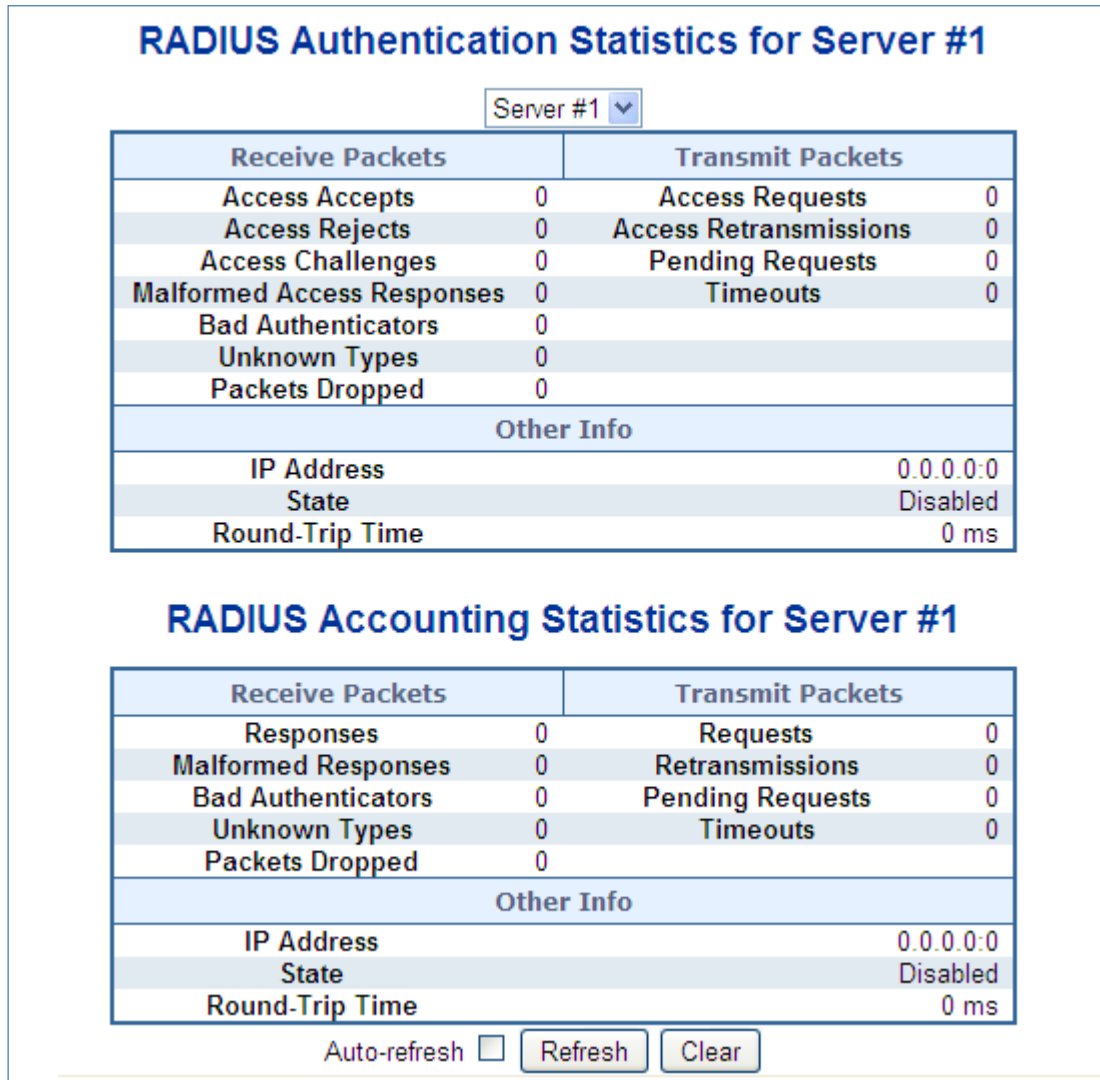 RADIUS Authentication Statistics for Server #1
Server #1
Receive Packets Transmit Packets
Access Accepts 0 Access Requests 0
Access Rejects 0 Access Retransmissions 0
Access Challenges 0 Pending Requests 0
Malformed Access Responses 0 Timeouts 0
Bad Authenticators 0
Unknown Types 0
Packets Dropped 0
Other Info
IP Address 0.0.0.0:0
State Disabled
Round-Trip Time 0 ms
RADIUS Accounting Statistics for Server #1
Receive Packets Transmit Packets
Responses 0 Requests 0
Malformed Responses 0 Retransmissions 0
Bad Authenticators 0 Pending Requests 0
Unknown Types 0 Timeouts 0
Packets Dropped 0
Other Info
IP Address 0.0.0.0:0
State Disabled
Round-Trip Time 0 ms
Auto-refresh Refresh Clear